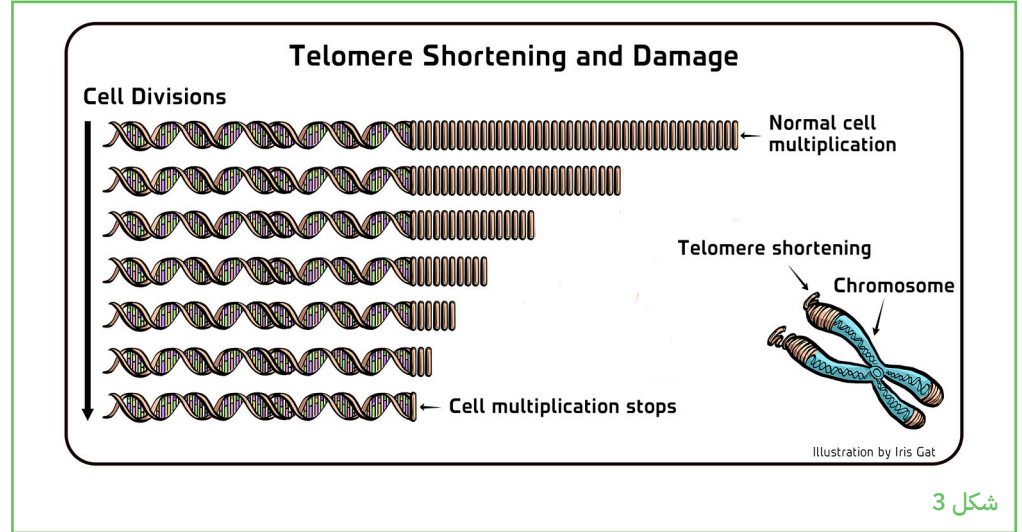 Telomere Shortening and Damage
Cell Divisions
Normal cell
multiplication
Telomere shortening
Chromosome
Cell multiplication stops
Illustration by Iris Gat
شكل 3